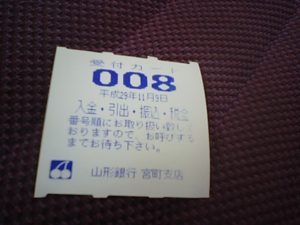 受付カード
008
平成29年11月9日
入金・引出・振込・税金
番号順にお取り扱い致して
おりますので、お呼びする
までお待ち下さい。
山形銀行 宮町支店